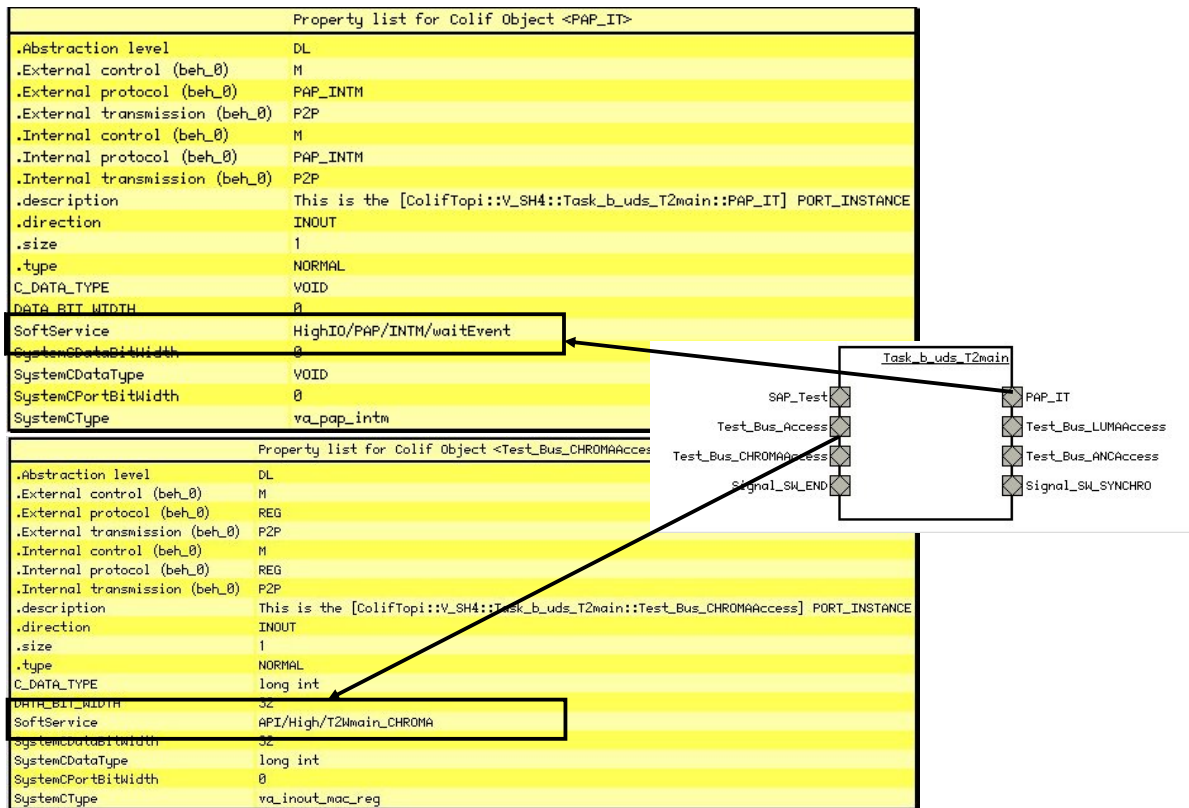 Property list for Colif Object <PAP_IT>
.Abstraction level DL
.External control (beh_0) M
.External protocol (beh_0) PAP_INTM
.External transmission (beh_0) P2P
.Internal control (beh_0) M
.Internal protocol (beh_0) PAP_INTM
.Internal transmission (beh_0) P2P
.description This is the [ColifTopi::V_SH4::Task_b_uds_T2main::PAP_IT] PORT_INSTANCE
.direction INOUT
.size 1
.type NORMAL
C_DATA_TYPE VOID
DATA_BIT_WIDTH 0
SoftService HighIO/PAP/INTM/waitEvent
SystemCDataBitWidth 0
SystemCDataType VOID
SystemCPortBitWidth 0
SystemCType va_pap_intm
Task_b_uds_T2main
SAP_Test PAP_IT
Test_Bus_Access Test_Bus_LUMAAccess
Test_Bus_CHROMAAccess Test_Bus_ANCAccess
Signal_SW_END Signal_SW_SYNCHRO
Property list for Colif Object <Test_Bus_CHROMAAcces
.Abstraction level DL
.External control (beh_0) M
.External protocol (beh_0) REG
.External transmission (beh_0) P2P
.Internal control (beh_0) M
.Internal protocol (beh_0) REG
.Internal transmission (beh_0) P2P
.description This is the [ColifTopi::V_SH4::Task_b_uds_T2main::Test_Bus_CHROMAAccess] PORT_INSTANCE
.direction INOUT
.size 1
.type NORMAL
C_DATA_TYPE long int
DATA_BIT_WIDTH 32
SoftService API/High/T2Wmain_CHROMA
SystemCDataBitWidth 32
SystemCDataType long int
SystemCPortBitWidth 0
SystemCType va_inout_mac_reg